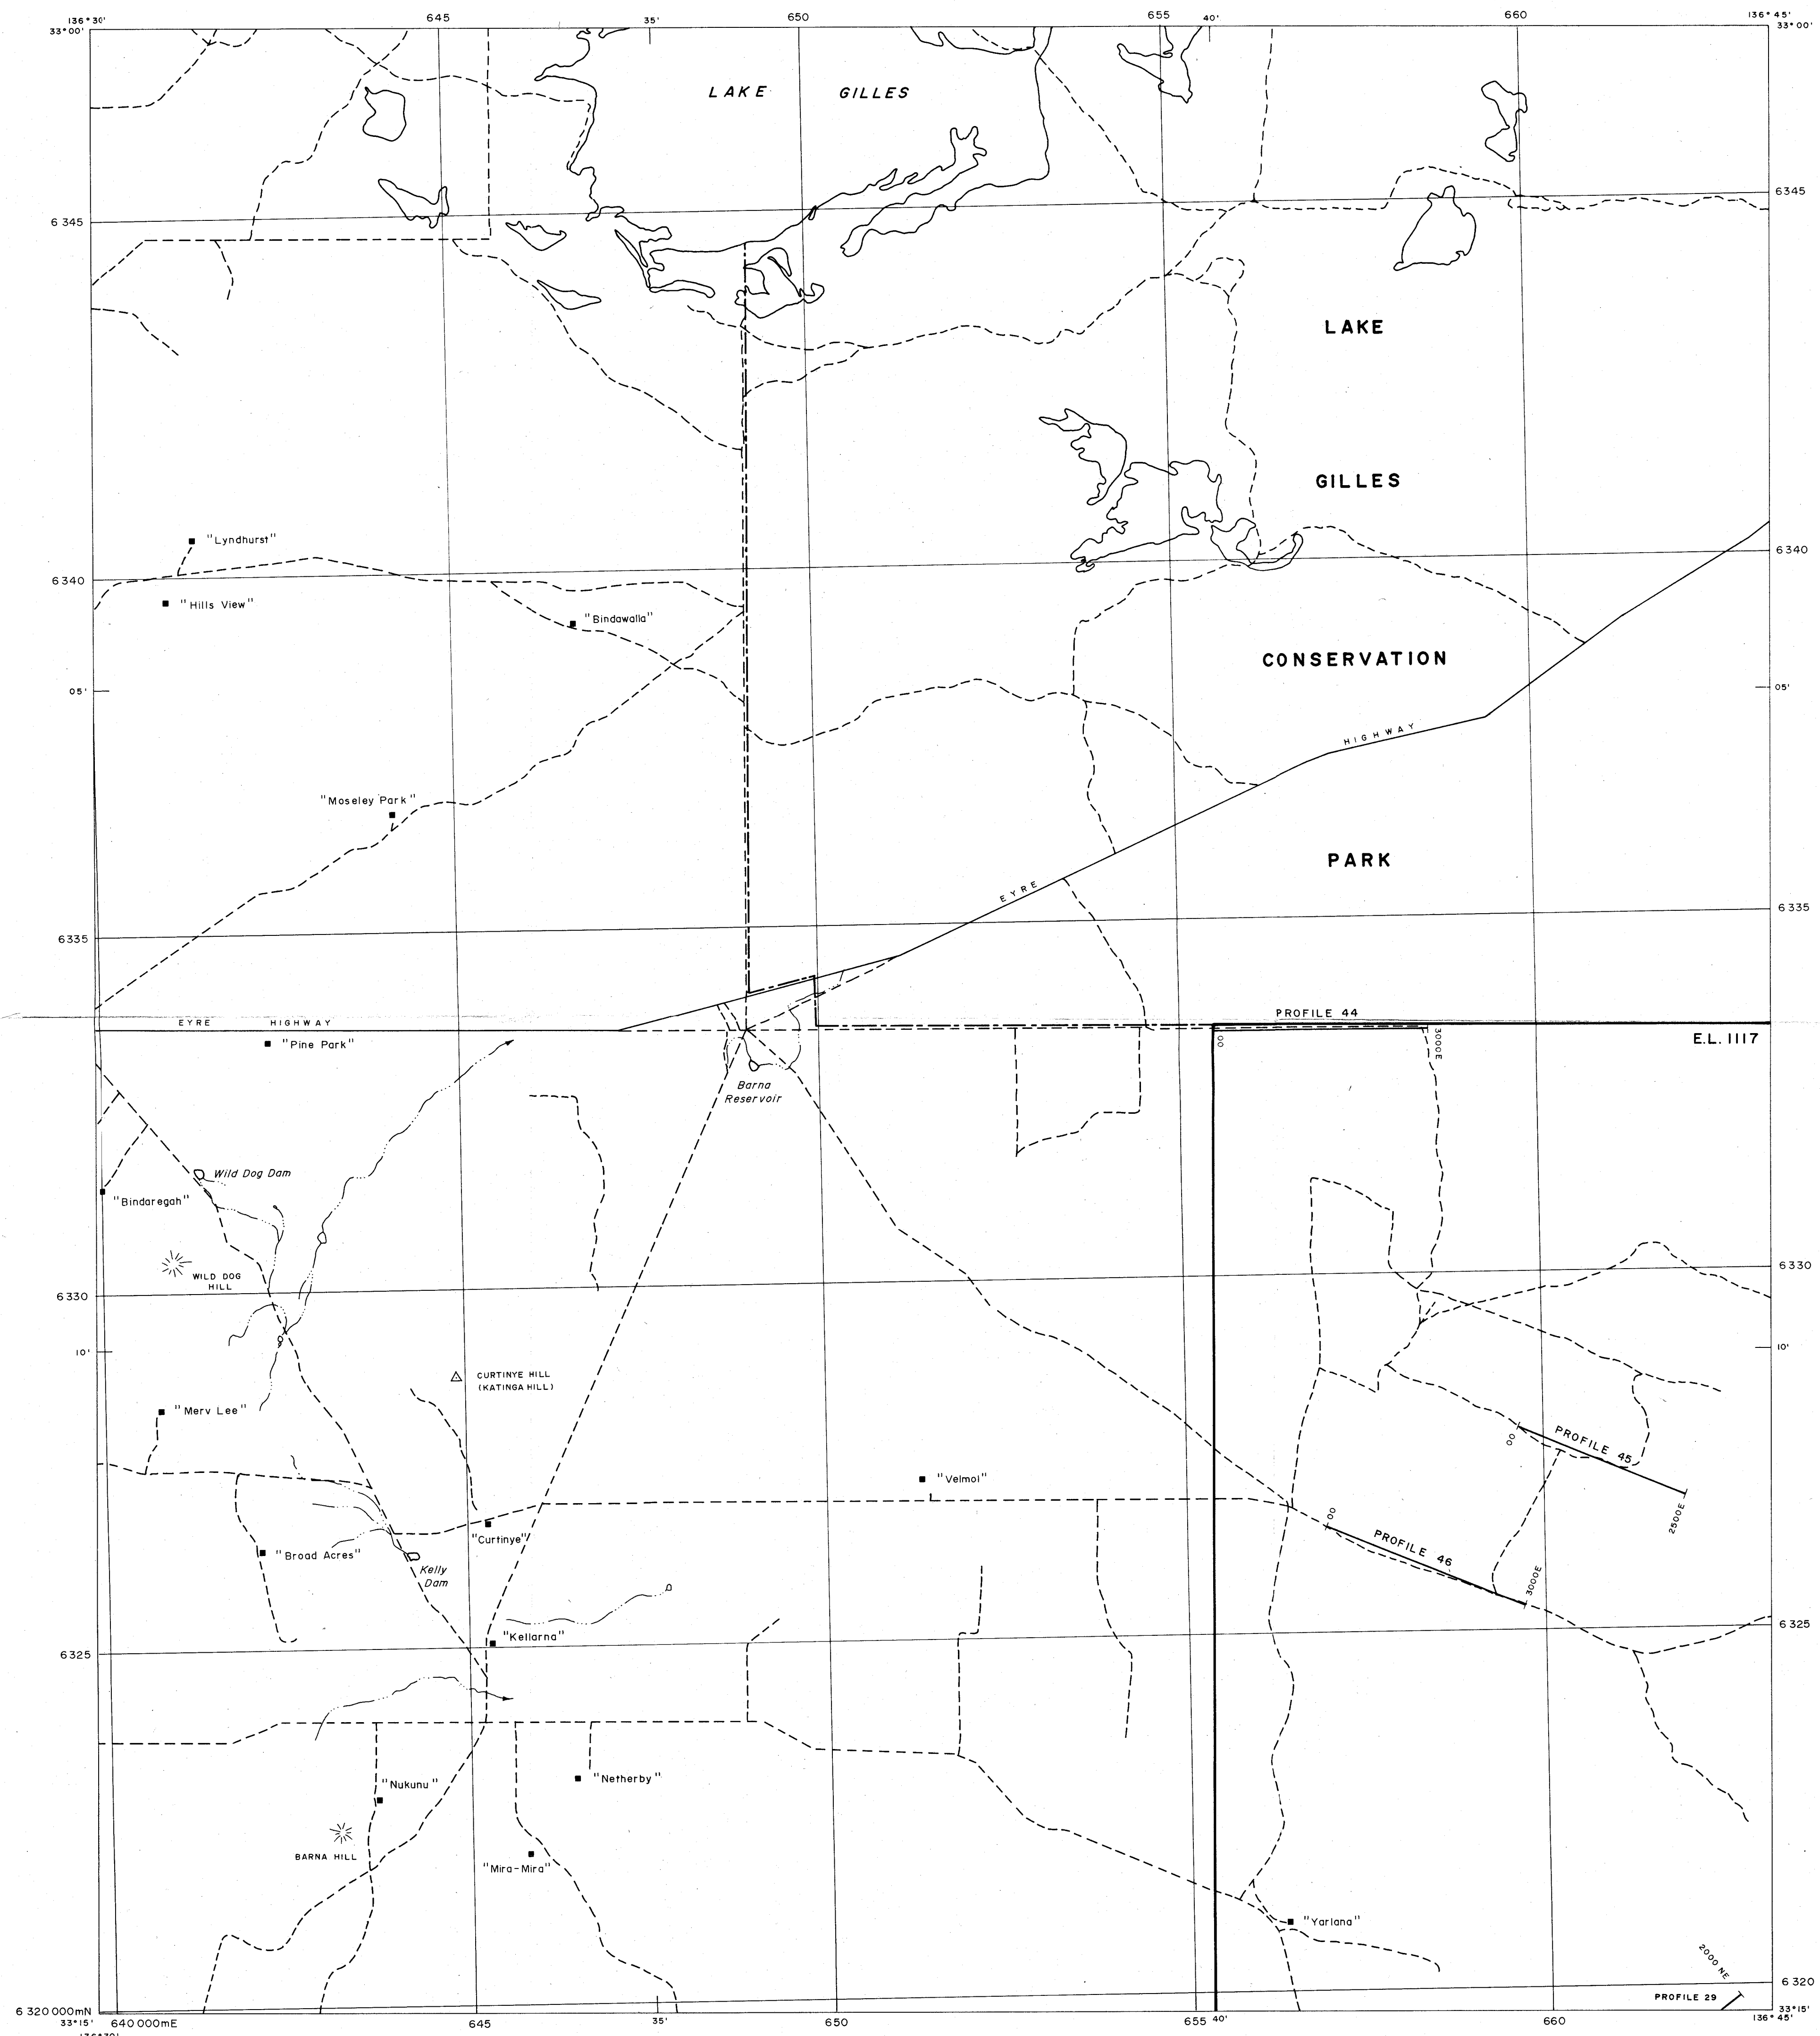 136° 30'
645
35'
650
655
40'
660
136° 45'
33° 00'
33° 00'
LAKE GILLES
6 345
6 345
LAKE
GILLES
"Lyndhurst"
6 340
6 340
"Hills View"
"Bindawalla"
CONSERVATION
05'
05'
HIGHWAY
"Moseley Park"
PARK
EYRE
6 335
6 335
EYRE HIGHWAY
PROFILE 44
"Pine Park"
00
3000E
E.L. 1117
Barna
Reservoir
Wild Dog Dam
"Bindaregah"
WILD DOG
HILL
6 330
6 330
10'
10'
CURTINYE HILL
(KATINGA HILL)
"Merv Lee"
00
PROFILE 45
"Velmol"
2500E
00
"Curtinye"
PROFILE 46
"Broad Acres"
Kelly
Dam
3000E
"Kellarna"
6 325
6 325
"Netherby"
"Nukunu"
BARNA HILL
"Mira-Mira"
"Yarlana"
2000 NE
6 320
6 320 000mN
PROFILE 29
33° 15'
33° 15'
640 000mE
645
35'
650
655
40'
660
136° 45'
136° 30'